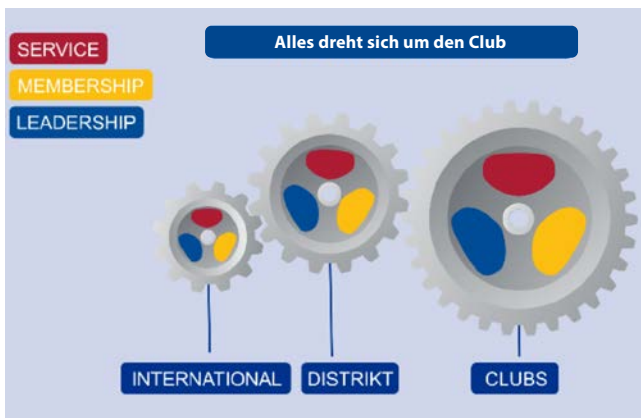 Alles dreht sich um den Club
SERVICE
MEMBERSHIP
LEADERSHIP
INTERNATIONAL
DISTRIKT
CLUBS